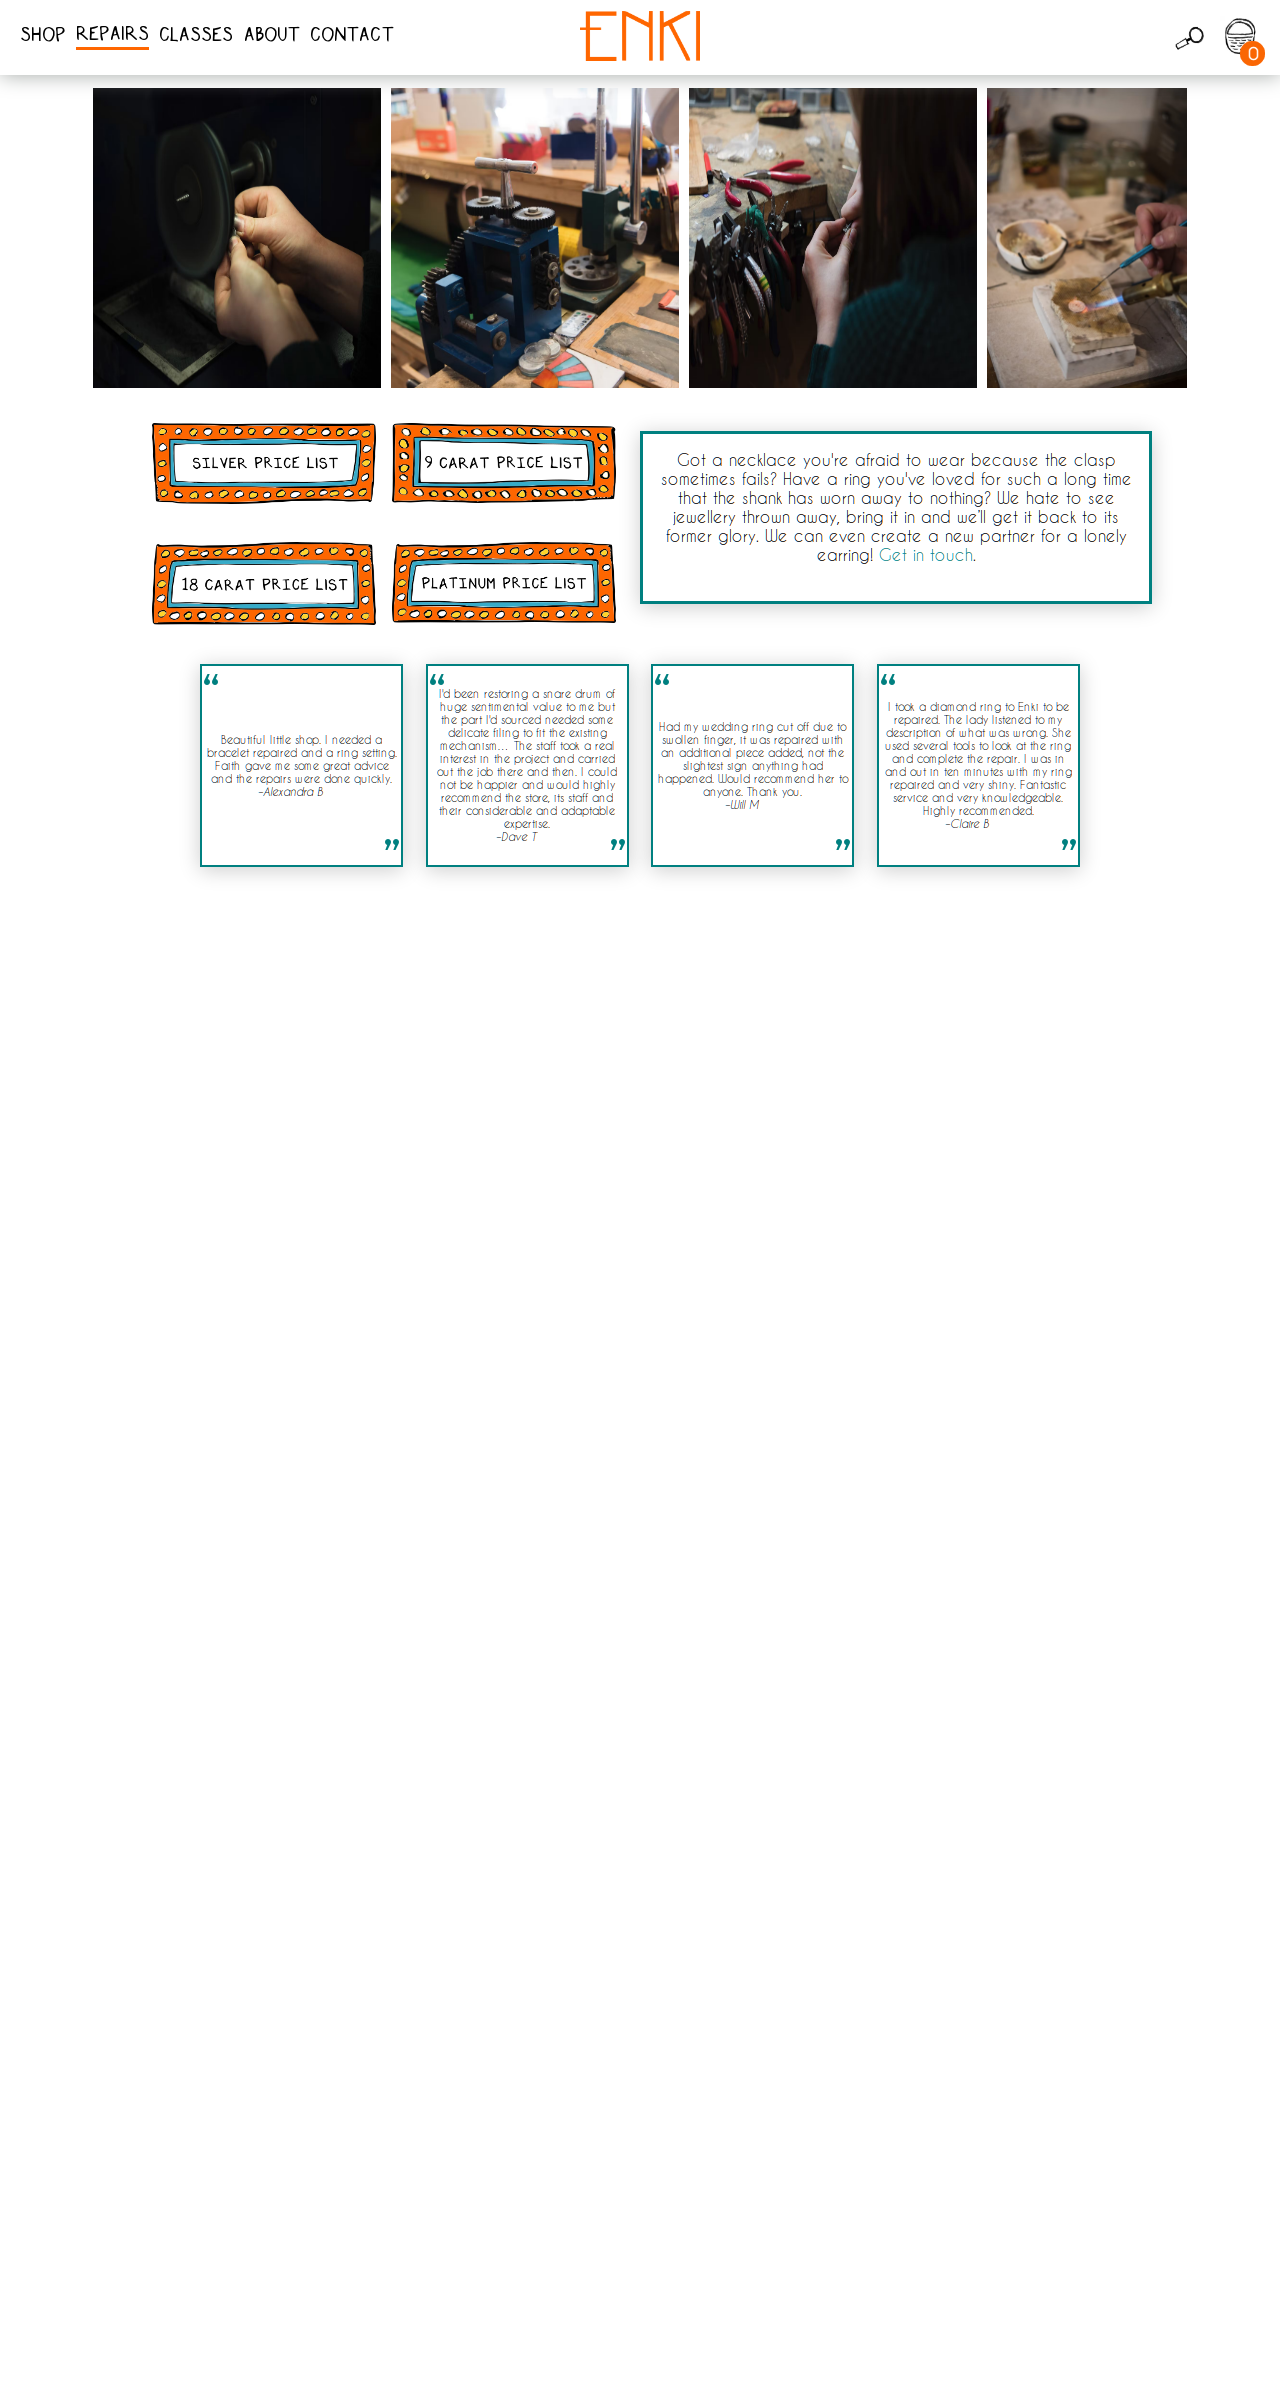 SHOP REPAIRS CLASSES ABOUT CONTACT
ENKI
0
SILVER PRICE LIST
9 CARAT PRICE LIST
18 CARAT PRICE LIST
PLATINUM PRICE LIST
Got a necklace you're afraid to wear because the clasp
sometimes fails? Have a ring you've loved for such a long time
that the shank has worn away to nothing? We hate to see
jewellery thrown away, bring it in and we'll get it back to its
former glory. We can even create a new partner for a lonely
earring! Get in touch.
“
Beautiful little shop. I needed a
bracelet repaired and a ring setting.
Faith gave me some great advice
and the repairs were done quickly.
-Alexandra B
”
“
I'd been restoring a snare drum of
huge sentimental value to me but
the part I'd sourced needed some
delicate filing to fit the existing
mechanism... The staff took a real
interest in the project and carried
out the job there and then. I could
not be happier and would highly
recommend the store, its staff and
their considerable and adaptable
expertise.
-Dave T
”
“
Had my wedding ring cut off due to
swollen finger, it was repaired with
an additional piece added, not the
slightest sign anything had
happened. Would recommend her to
anyone. Thank you.
-Will M
”
“
I took a diamond ring to Enki to be
repaired. The lady listened to my
description of what was wrong. She
used several tools to look at the ring
and complete the repair. I was in
and out in ten minutes with my ring
repaired and very shiny. Fantastic
service and very knowledgeable.
Highly recommended.
-Claire B
”